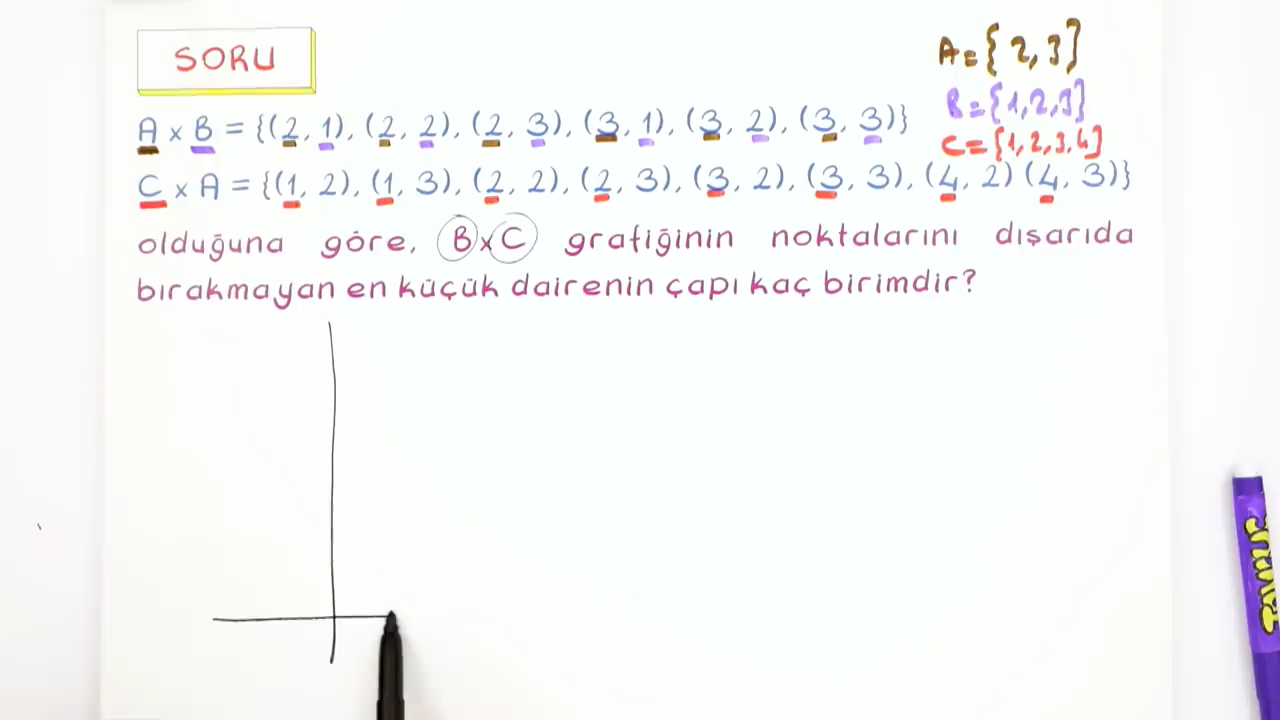 SORU
A = {2, 3}
B = {1, 2, 3}
C = {1, 2, 3, 4}
A x B = {(2, 1), (2, 2), (2, 3), (3, 1), (3, 2), (3, 3)}
C x A = {(1, 2), (1, 3), (2, 2), (2, 3), (3, 2), (3, 3), (4, 2) (4, 3)}
olduğuna göre, BxC grafiğinin noktalarını dışarıda
bırakmayan en küçük dairenin çapı kaç birimdir?